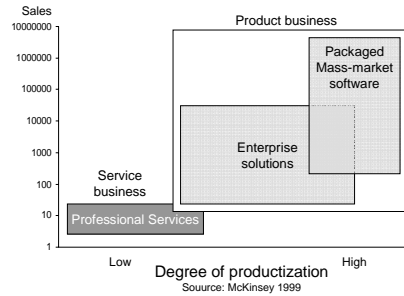 Sales
Product business
10000000
1000000
100000
10000
1000
100
10
1
Packaged
Mass-market
software
Enterprise
solutions
Service
business
Professional Services
Low
High
Degree of productization
Souurce: McKinsey 1999